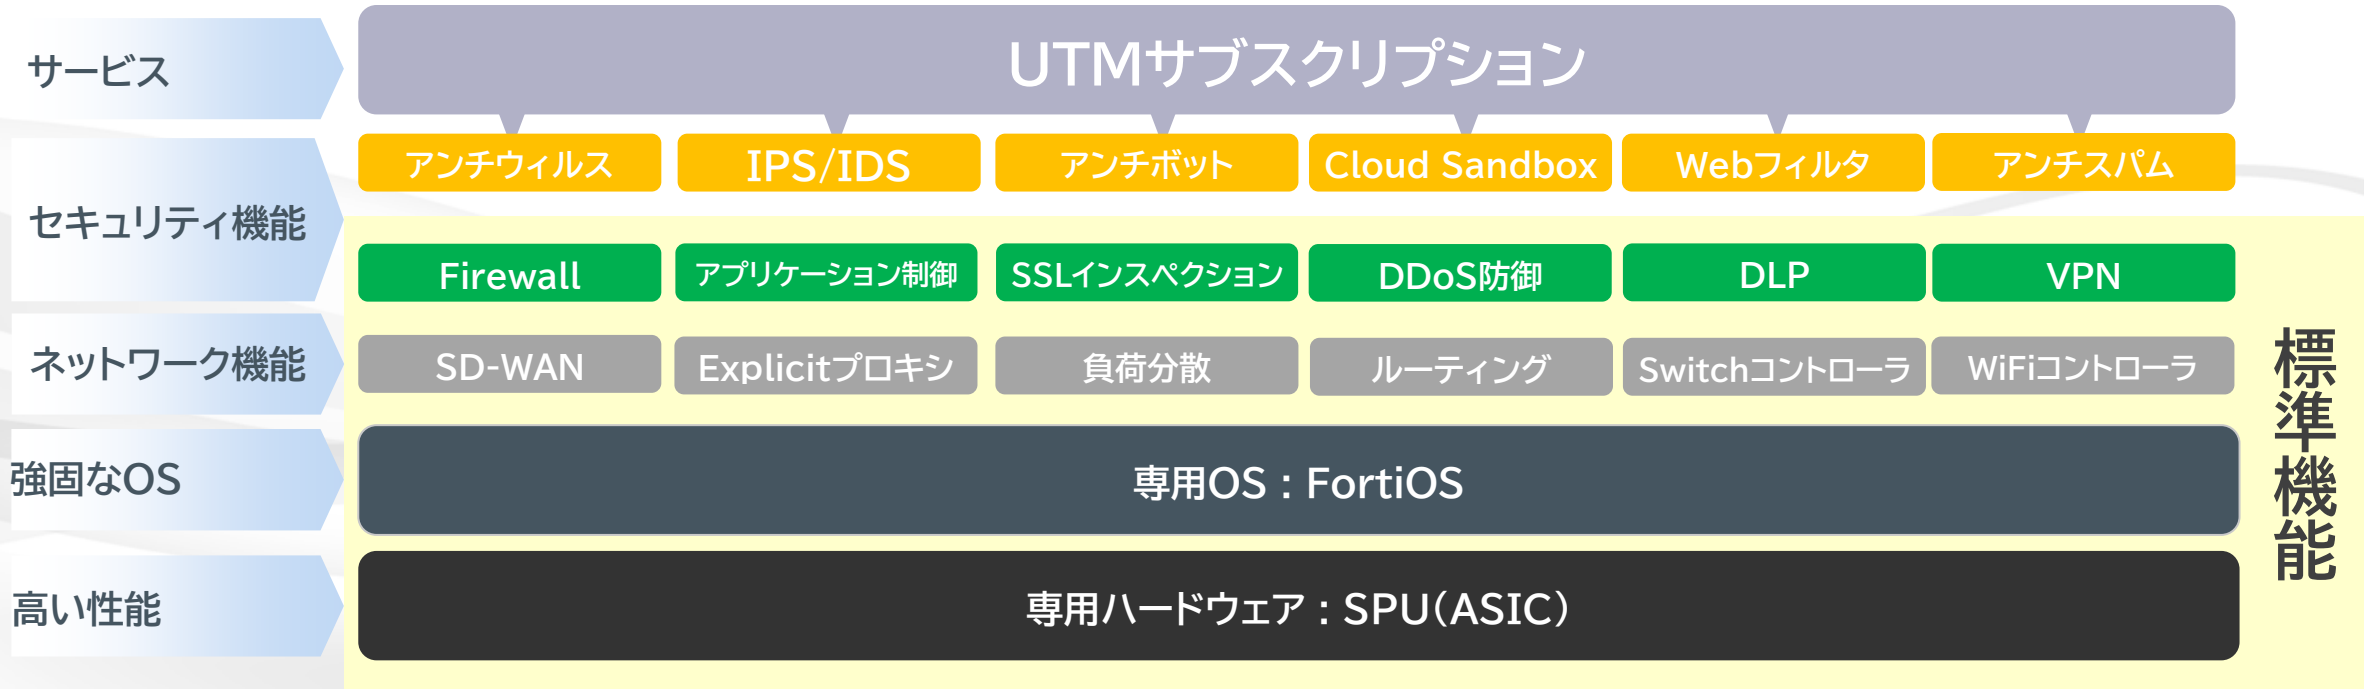 サービス
UTMサブスクリプション
アンチウィルス
IPS/IDS
アンチボット
Cloud Sandbox
Webフィルタ
アンチスパム
セキュリティ機能
Firewall
アプリケーション制御
SSLインスペクション
DDoS防御
DLP
VPN
ネットワーク機能
SD-WAN
Explicitプロキシ
負荷分散
ルーティング
Switchコントローラ
WiFiコントローラ
標準機能
強固なOS
専用OS：FortiOS
高い性能
専用ハードウェア：SPU（ASIC）